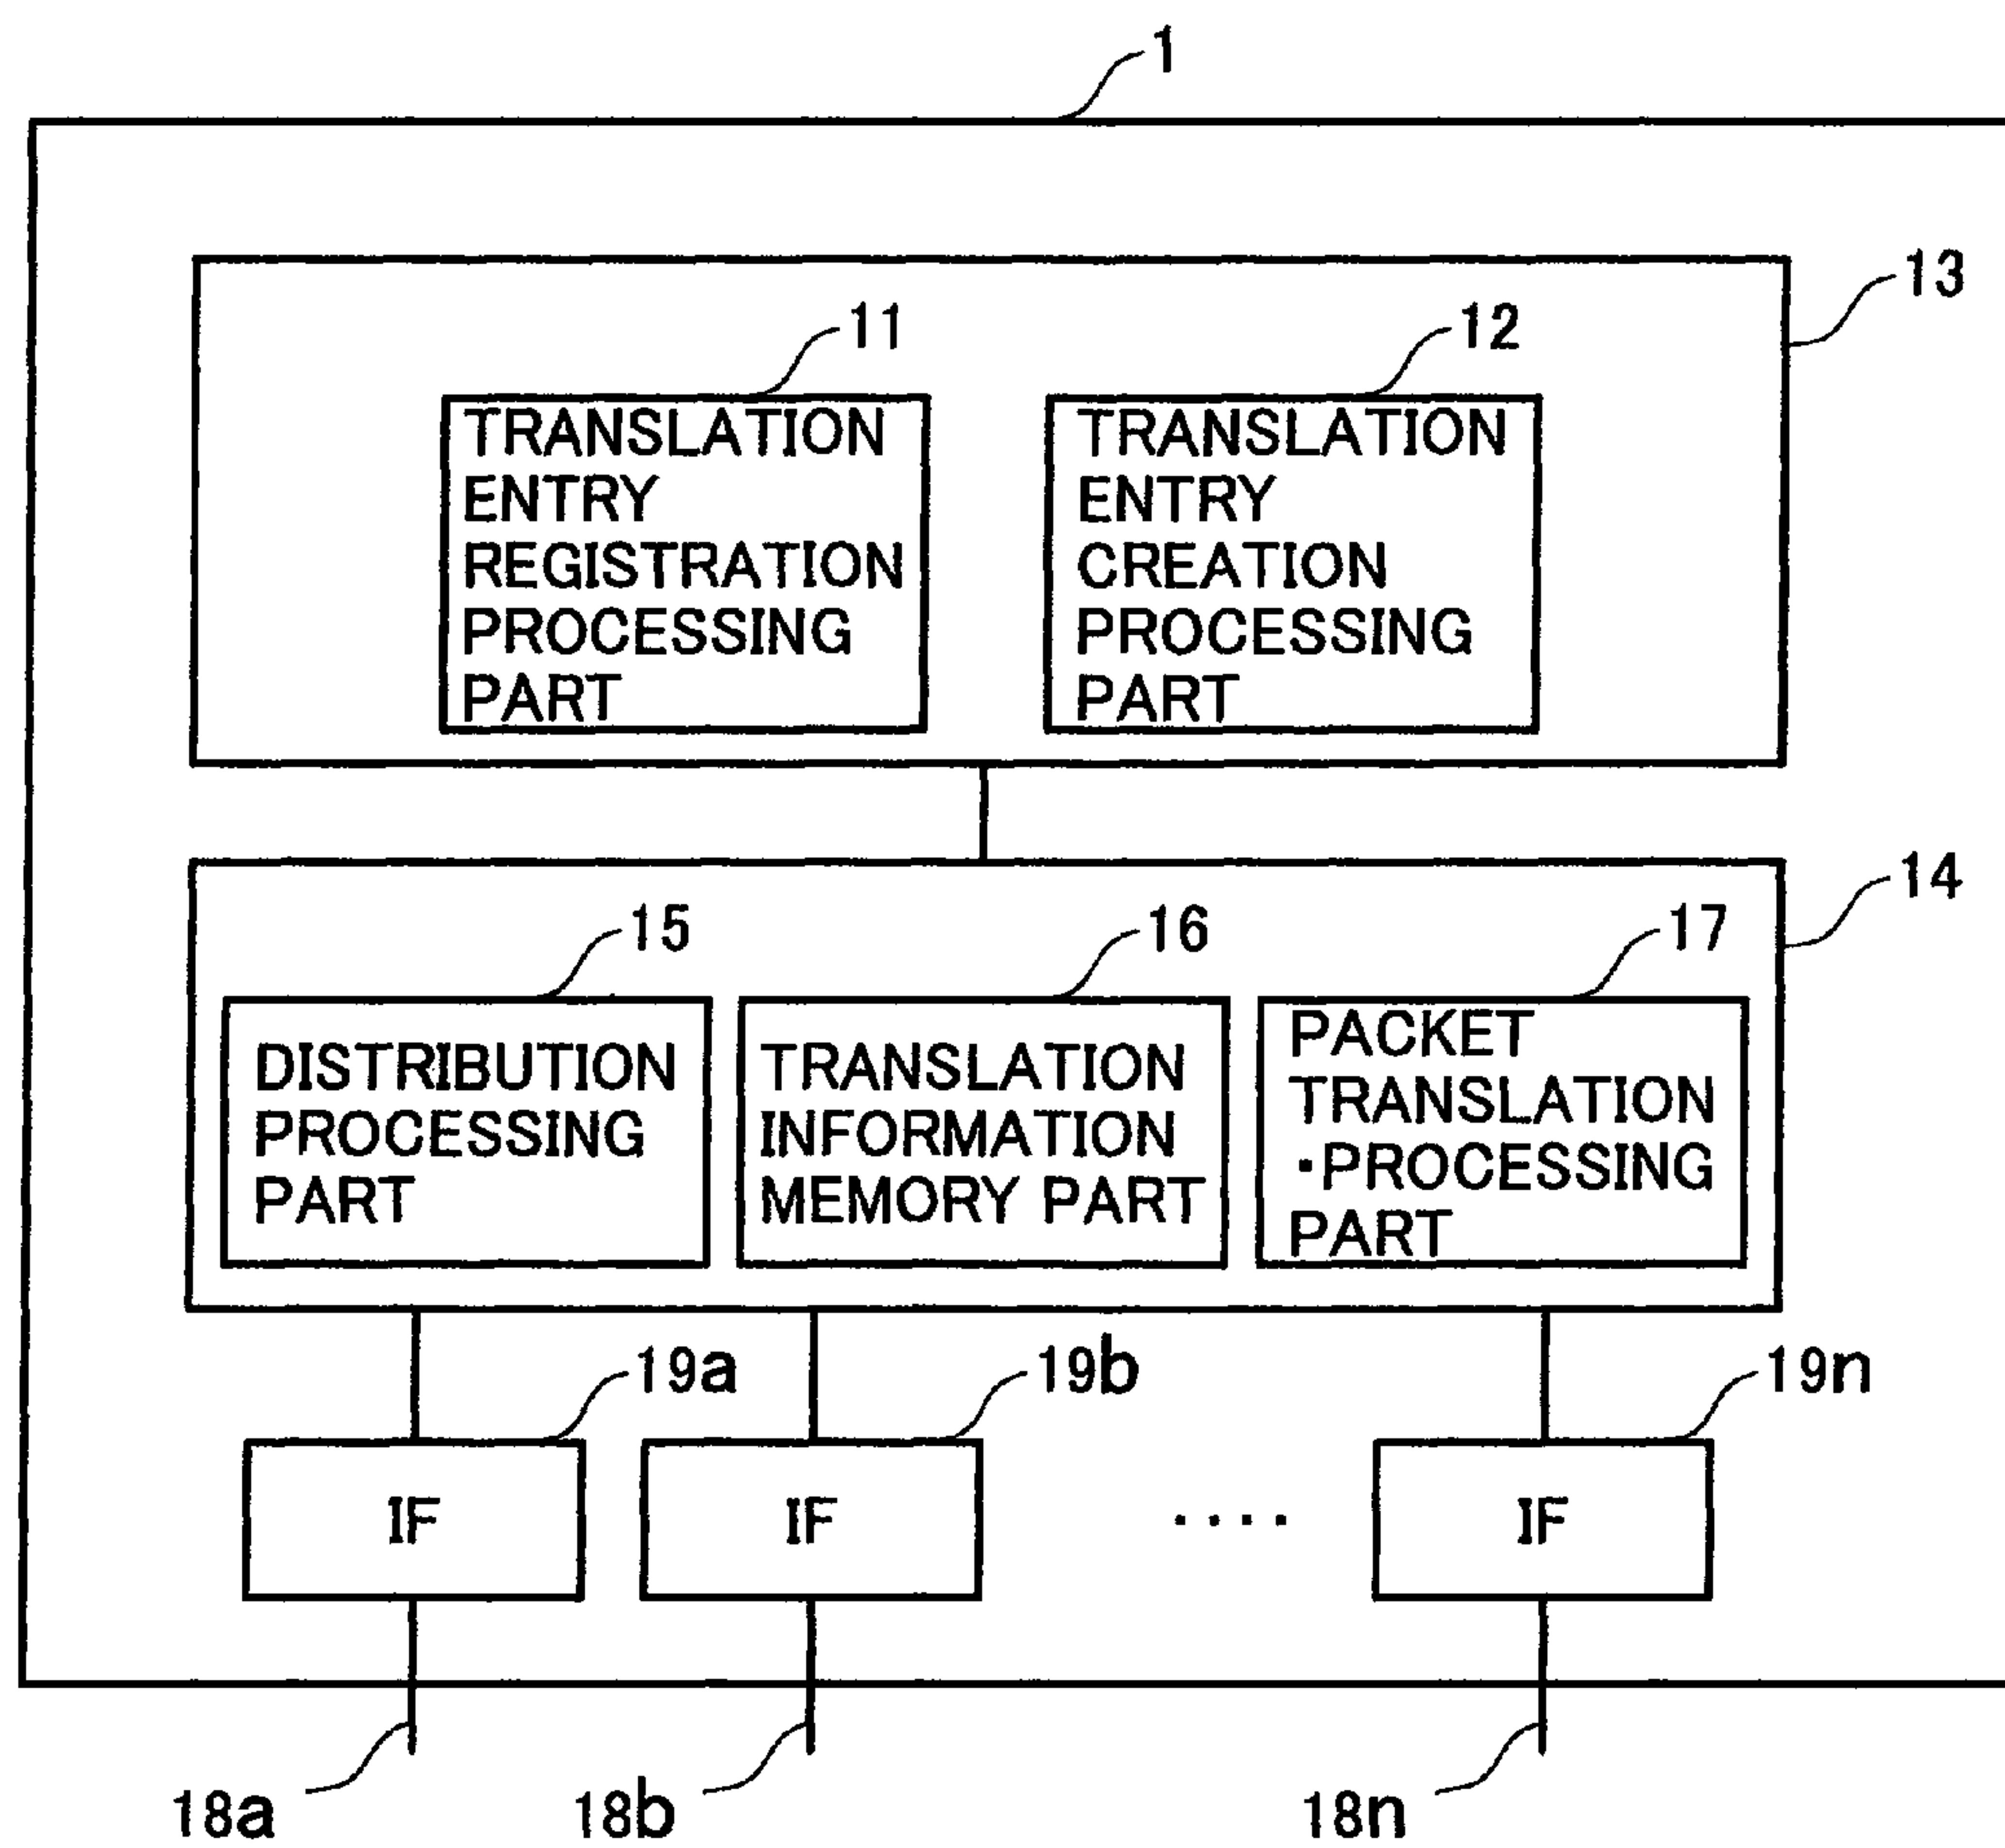 1
13
11
12
TRANSLATION
ENTRY
REGISTRATION
PROCESSING
PART
TRANSLATION
ENTRY
CREATION
PROCESSING
PART
14
15
16
17
DISTRIBUTION
PROCESSING
PART
TRANSLATION
INFORMATION
MEMORY PART
PACKET
TRANSLATION
・PROCESSING
PART
19a
19b
19n
IF
IF
....
IF
18a
18b
18n